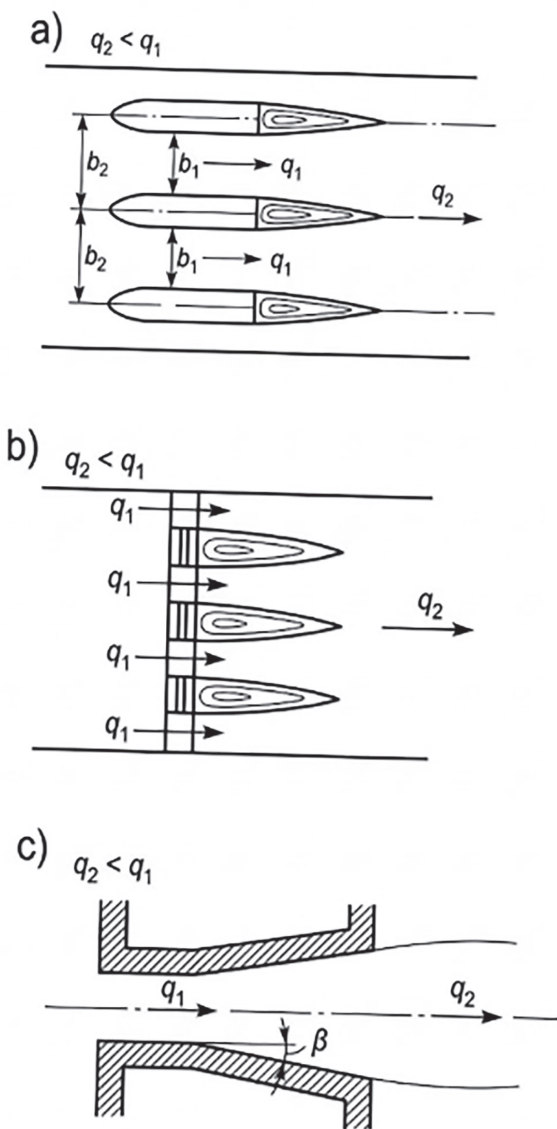 a)
q₂ < q₁
b₂
b₁
q₁
q₂
b₂
b₁
q₁
b)
q₂ < q₁
q₁
q₁
q₂
q₁
q₁
c)
q₂ < q₁
q₁
q₂
β